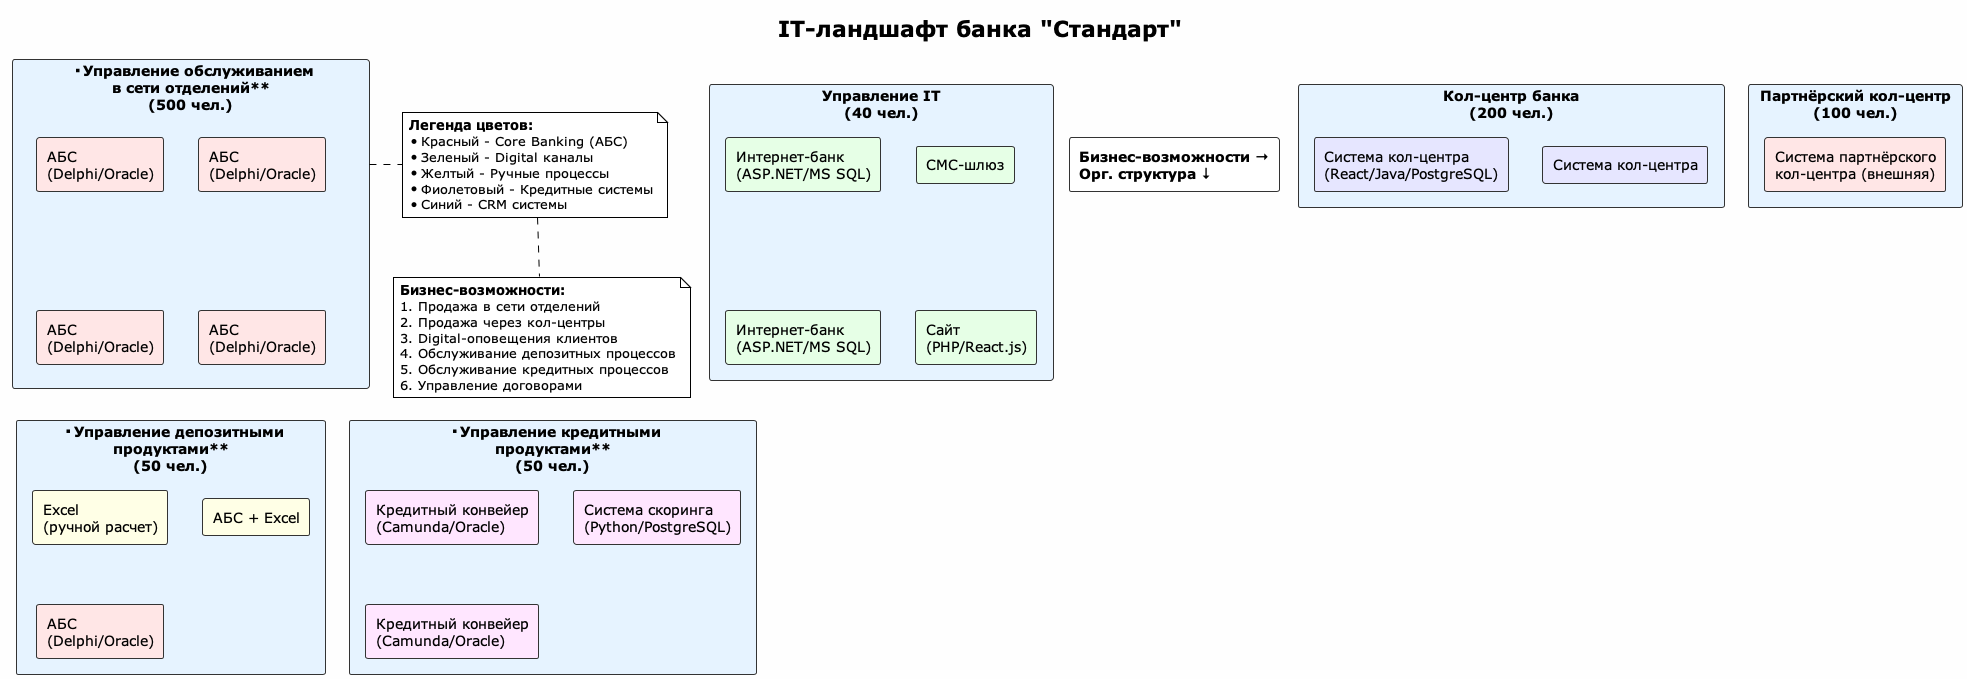 IT-ландшафт банка "Стандарт"
▪ Управление обслуживанием
в сети отделений**
(500 чел.)
АБС
(Delphi/Oracle)
АБС
(Delphi/Oracle)
АБС
(Delphi/Oracle)
АБС
(Delphi/Oracle)
Легенда цветов:
• Красный - Core Banking (АБС)
• Зеленый - Digital каналы
• Желтый - Ручные процессы
• Фиолетовый - Кредитные системы
• Синий - CRM системы
Бизнес-возможности:
1. Продажа в сети отделений
2. Продажа через кол-центры
3. Digital-оповещения клиентов
4. Обслуживание депозитных процессов
5. Обслуживание кредитных процессов
6. Управление договорами
Управление IT
(40 чел.)
Интернет-банк
(ASP.NET/MS SQL)
СМС-шлюз
Интернет-банк
(ASP.NET/MS SQL)
Сайт
(PHP/React.js)
Бизнес-возможности →
Орг. структура ↓
Кол-центр банка
(200 чел.)
Система кол-центра
(React/Java/PostgreSQL)
Система кол-центра
Партнёрский кол-центр
(100 чел.)
Система партнёрского
кол-центра (внешняя)
▪ Управление депозитными
продуктами**
(50 чел.)
Excel
(ручной расчет)
АБС + Excel
АБС
(Delphi/Oracle)
▪ Управление кредитными
продуктами**
(50 чел.)
Кредитный конвейер
(Camunda/Oracle)
Система скоринга
(Python/PostgreSQL)
Кредитный конвейер
(Camunda/Oracle)